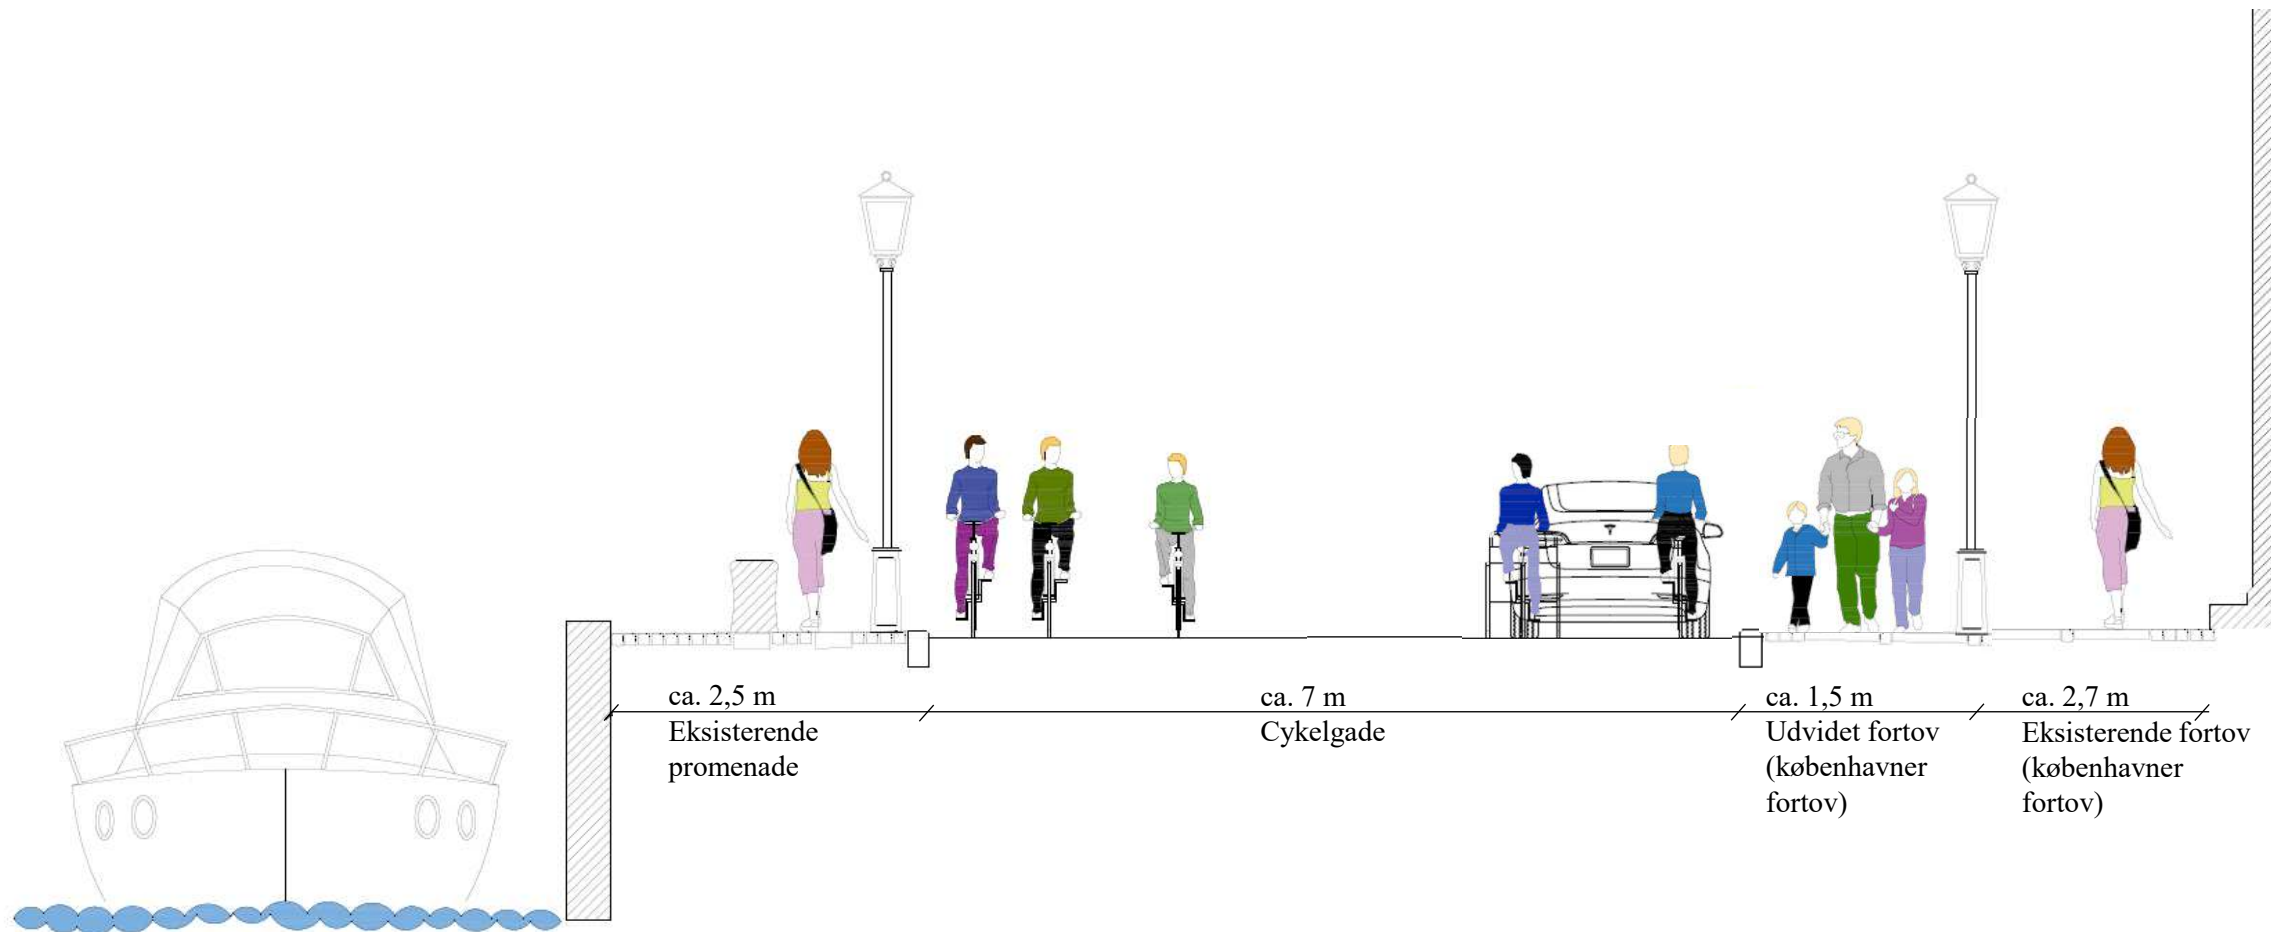 ca. 2,5 m
Eksisterende
promenade
ca. 7 m
Cykelgade
ca. 1,5 m
Udvidet fortov
(københavner
fortov)
ca. 2,7 m
Eksisterende fortov
(københavner
fortov)